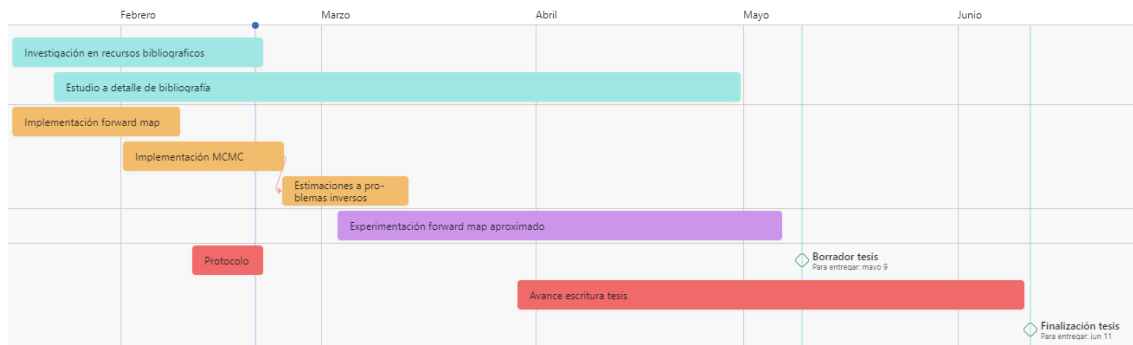 Febrero
Marzo
Abril
Mayo
Junio
Investigación en recursos bibliograficos
Estudio a detalle de bibliografía
Implementación forward map
Implementación MCMC
Estimaciones a pro-
blemas inversos
Experimentación forward map aproximado
Protocolo
Borrador tesis
Para entregar: mayo 9
Avance escritura tesis
Finalización tesis
Para entregar: jun 11